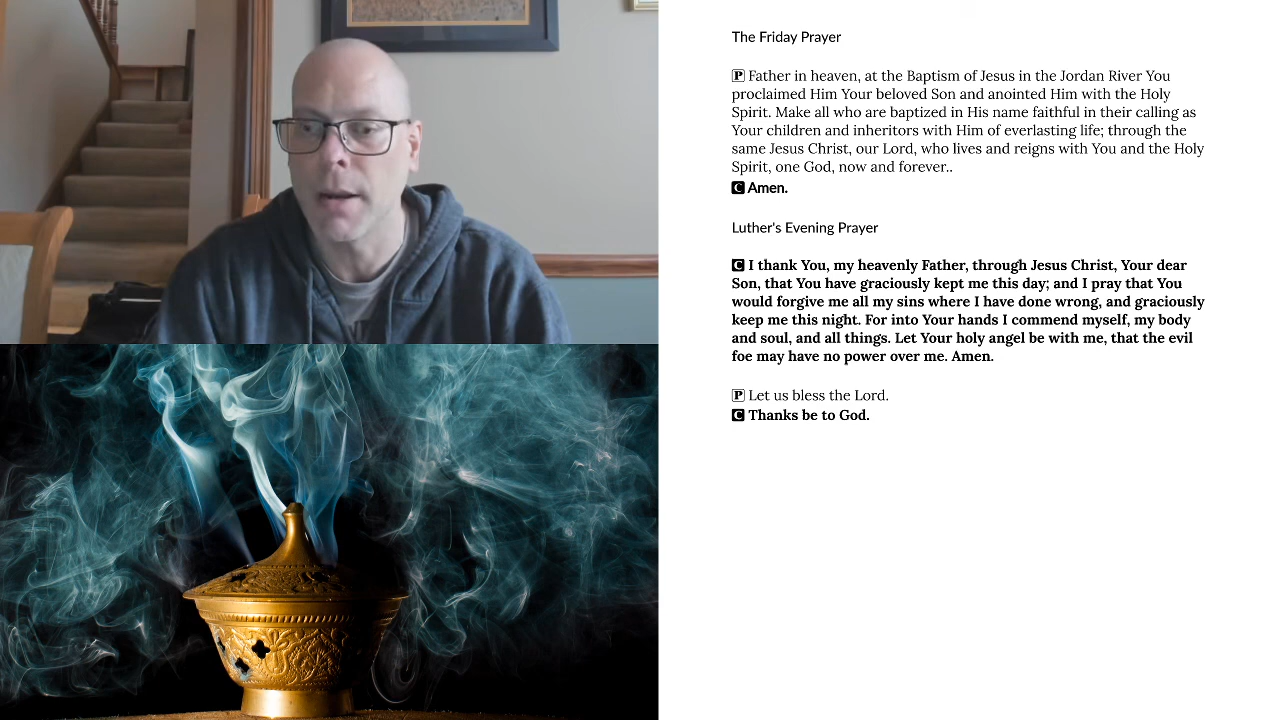 The Friday Prayer
P Father in heaven, at the Baptism of Jesus in the Jordan River You
proclaimed Him Your beloved Son and anointed Him with the Holy
Spirit. Make all who are baptized in His name faithful in their calling as
Your children and inheritors with Him of everlasting life; through the
same Jesus Christ, our Lord, who lives and reigns with You and the Holy
Spirit, one God, now and forever..
C Amen.
Luther's Evening Prayer
C I thank You, my heavenly Father, through Jesus Christ, Your dear
Son, that You have graciously kept me this day; and I pray that You
would forgive me all my sins where I have done wrong, and graciously
keep me this night. For into Your hands I commend myself, my body
and soul, and all things. Let Your holy angel be with me, that the evil
foe may have no power over me. Amen.
P Let us bless the Lord.
C Thanks be to God.